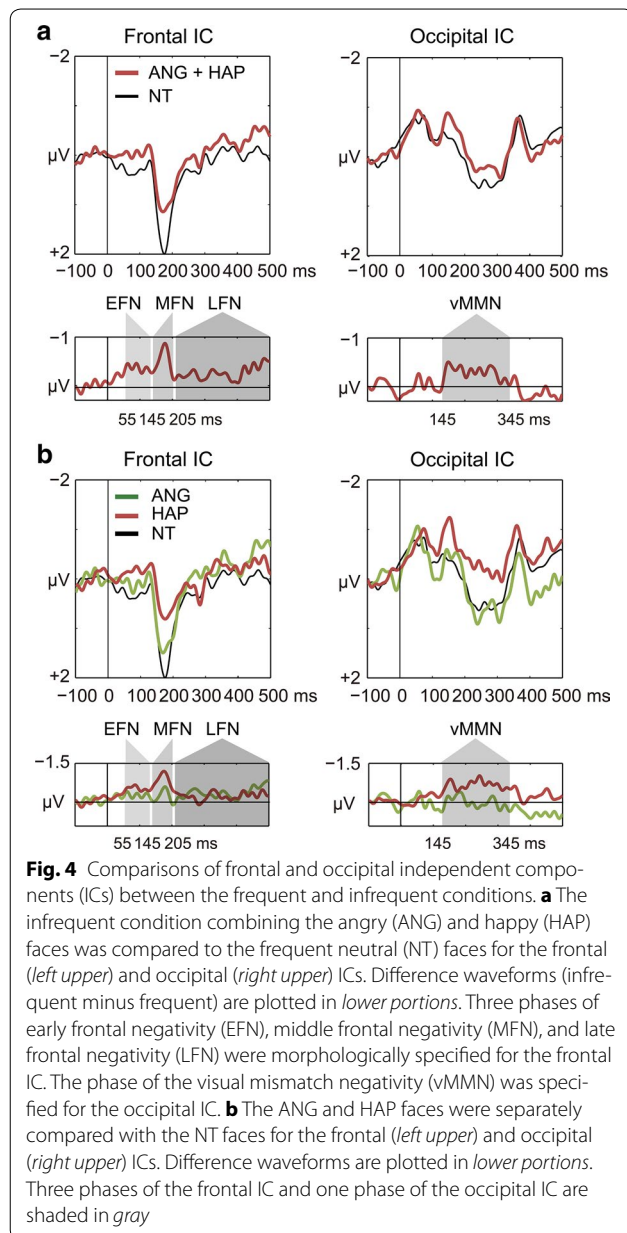 a
Frontal IC
Occipital IC
−2
ANG + HAP
NT
µV
µV
+2
−100 0 100 200 300 400 500 ms
−100 0 100 200 300 400 500 ms
EFN MFN LFN
vMMN
−1
−1
µV
µV
55 145 205 ms
145 345 ms
b
Frontal IC
Occipital IC
−2
−2
ANG
HAP
NT
µV
µV
+2
+2
−100 0 100 200 300 400 500 ms
−100 0 100 200 300 400 500 ms
EFN MFN LFN
vMMN
−1.5
−1.5
µV
µV
55 145 205 ms
145 345 ms
Fig. 4 Comparisons of frontal and occipital independent compo-
nents (ICs) between the frequent and infrequent conditions. a The
infrequent condition combining the angry (ANG) and happy (HAP)
faces was compared to the frequent neutral (NT) faces for the frontal
(left upper) and occipital (right upper) ICs. Difference waveforms (infre-
quent minus frequent) are plotted in lower portions. Three phases of
early frontal negativity (EFN), middle frontal negativity (MFN), and late
frontal negativity (LFN) were morphologically specified for the frontal
IC. The phase of the visual mismatch negativity (vMMN) was speci-
fied for the occipital IC. b The ANG and HAP faces were separately
compared with the NT faces for the frontal (left upper) and occipital
(right upper) ICs. Difference waveforms are plotted in lower portions.
Three phases of the frontal IC and one phase of the occipital IC are
shaded in gray